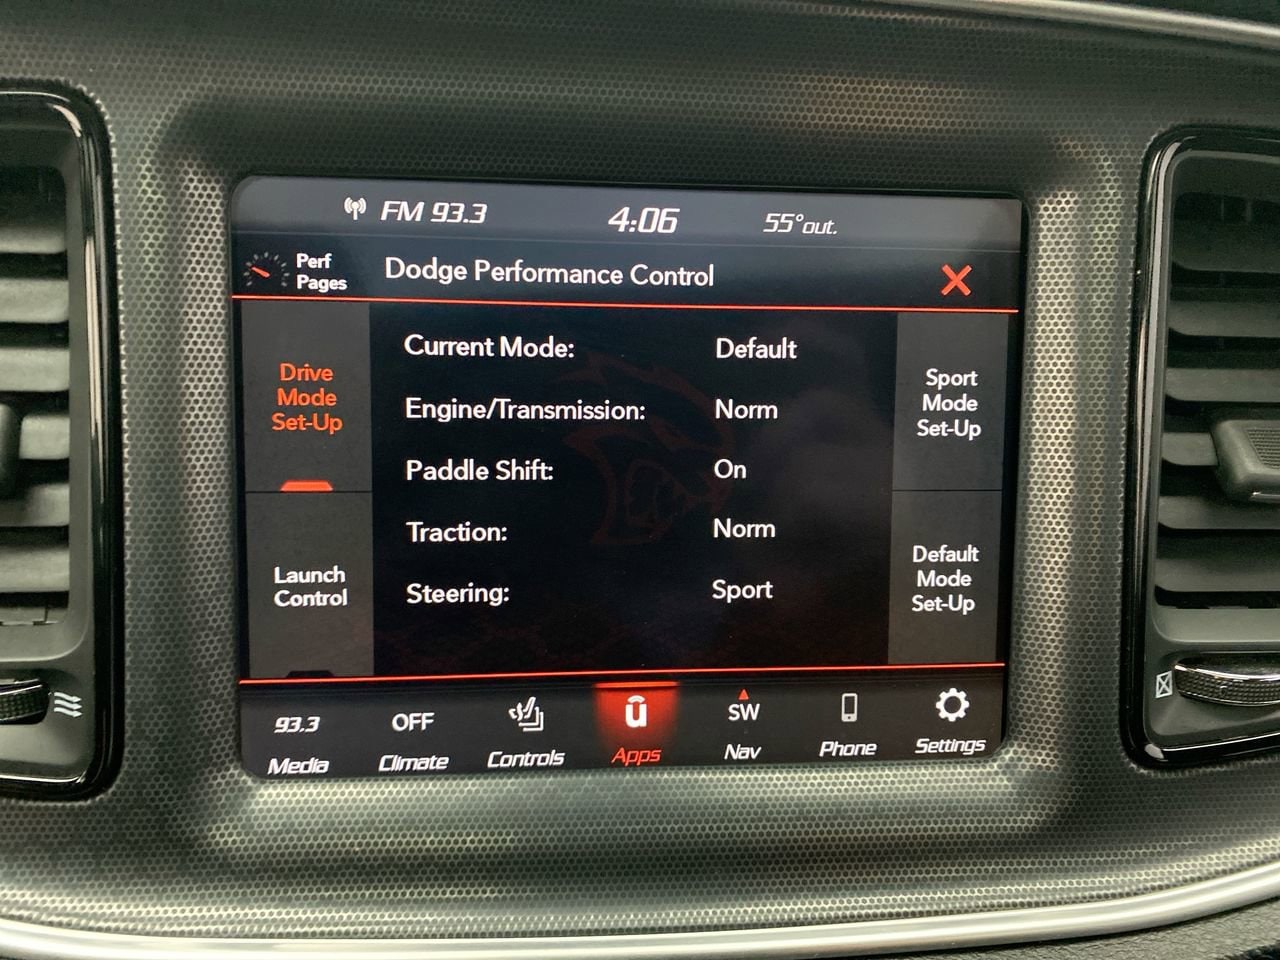 FM 93.3
4:06
55°out.
Perf
Pages
Dodge Performance Control
Drive
Mode
Set-Up
Launch
Control
Current Mode: Default
Engine/Transmission: Norm
Paddle Shift: On
Traction: Norm
Steering: Sport
Sport
Mode
Set-Up
Default
Mode
Set-Up
93.3
Media
OFF
Climate
Controls
û
Apps
SW
Nav
Phone
Settings